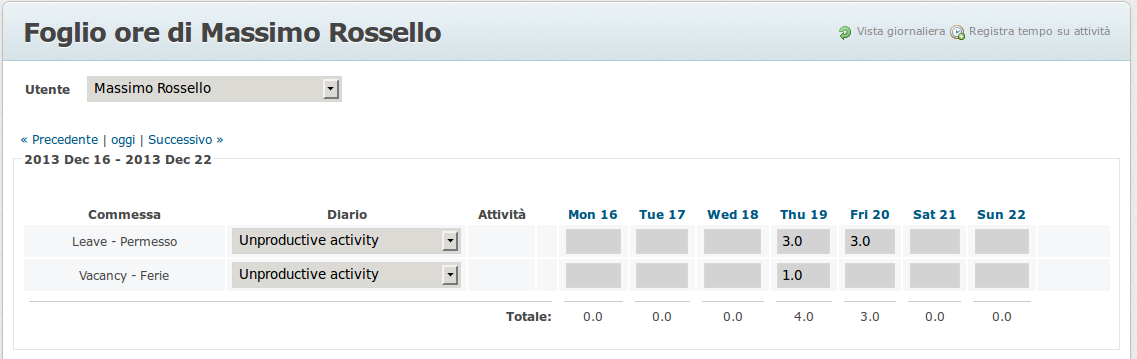 Foglio ore di Massimo Rossello
Vista giornaliera Registra tempo su attività
Utente Massimo Rossello
« Precedente | oggi | Successivo »
2013 Dec 16 - 2013 Dec 22
Commessa Diario Attività Mon 16 Tue 17 Wed 18 Thu 19 Fri 20 Sat 21 Sun 22
Leave - Permesso Unproductive activity 3.0 3.0
Vacancy - Ferie Unproductive activity 1.0
Totale: 0.0 0.0 0.0 4.0 3.0 0.0 0.0